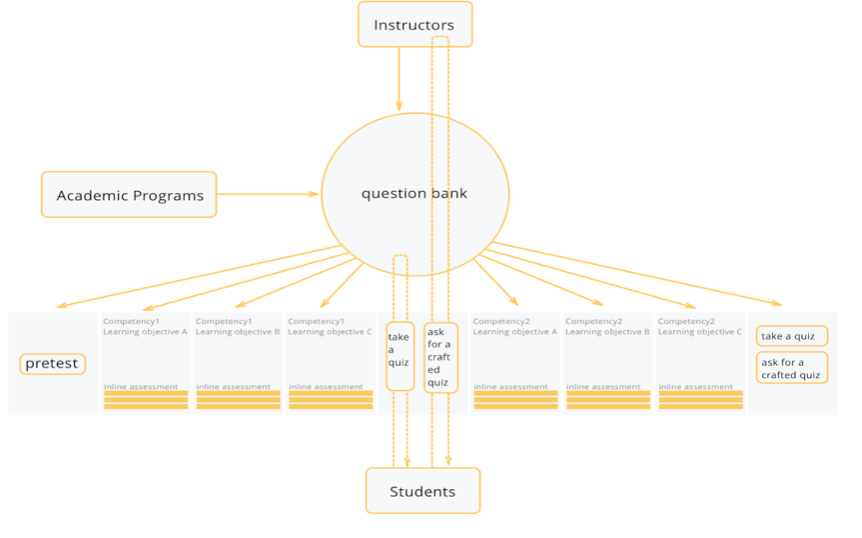 Instructors
Academic Programs
question bank
pretest
Competency1
Learning objective A
inline assessment
Competency1
Learning objective B
inline assessment
Competency1
Learning objective C
inline assessment
take
a
quiz
ask
for a
craft
ed
quiz
Competency2
Learning objective A
inline assessment
Competency2
Learning objective B
inline assessment
Competency2
Learning objective C
inline assessment
take a quiz
ask for a
crafted quiz
Students